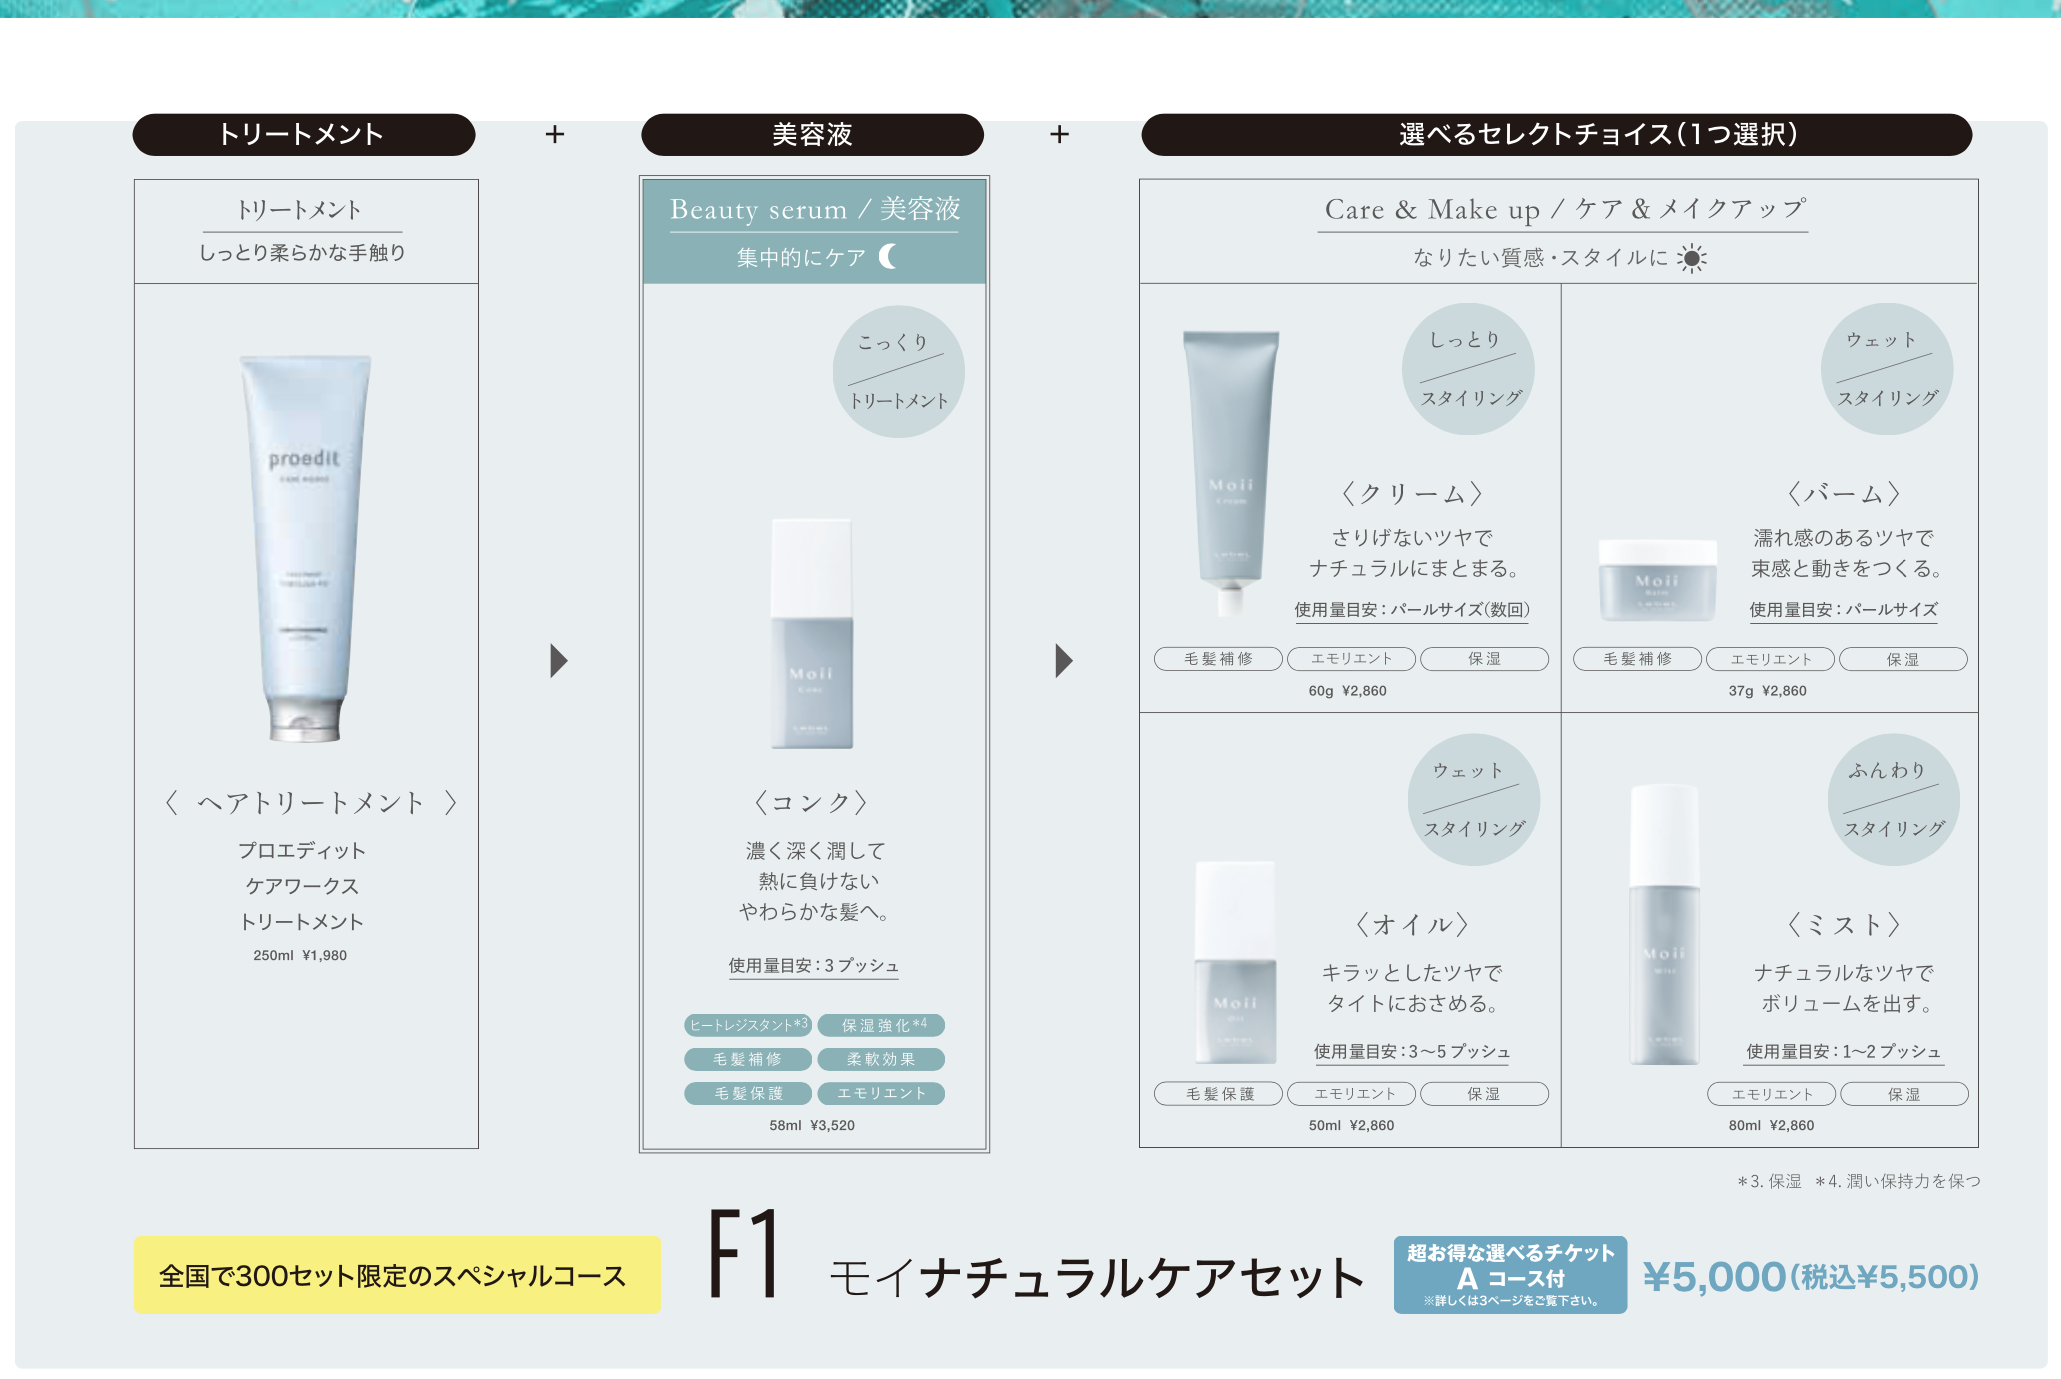 トリートメント
+
美容液
+
選べるセレクトチョイス(1つ選択)
トリートメント
しっとり柔らかな手触り
proedit
〈 ヘアトリートメント 〉
プロエディット
ケアワークス
トリートメント
250ml ¥1,980
Beauty serum / 美容液
集中的にケア
こっくり
トリートメント
Moii
〈コンク〉
濃く深く潤して
熱に負けない
やわらかな髪へ。
使用量目安:3プッシュ
ヒートレジスタント*3
保湿強化*4
毛髪補修
柔軟効果
毛髪保護
エモリエント
58ml ¥3,520
Care & Make up / ケア & メイクアップ
なりたい質感・スタイルに
しっとり
スタイリング
Moii
Cream
〈クリーム〉
さりげないツヤで
ナチュラルにまとまる。
使用量目安:パールサイズ(数回)
毛髪補修
エモリエント
保湿
60g ¥2,860
ウェット
スタイリング
Moii
Balm
〈バーム〉
濡れ感のあるツヤで
束感と動きをつくる。
使用量目安:パールサイズ
毛髪補修
エモリエント
保湿
37g ¥2,860
ウェット
スタイリング
Moii
〈オイル〉
キラッとしたツヤで
タイトにおさめる。
使用量目安:3〜5プッシュ
毛髪保護
エモリエント
保湿
50ml ¥2,860
ふんわり
スタイリング
Moii
〈ミスト〉
ナチュラルなツヤで
ボリュームを出す。
使用量目安:1〜2プッシュ
エモリエント
保湿
80ml ¥2,860
*3. 保湿 *4. 潤い保持力を保つ
全国で300セット限定のスペシャルコース
F1
モイナチュラルケアセット
超お得な選べるチケット
A コース付
※詳しくは3ページをご覧下さい。
¥5,000(税込¥5,500)